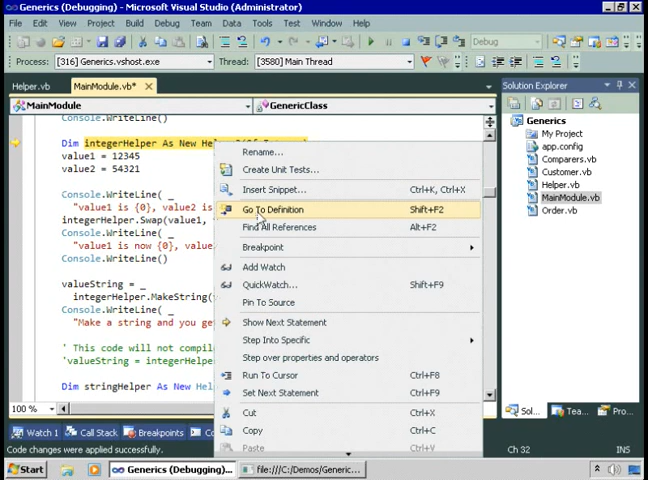 Generics (Debugging) - Microsoft Visual Studio (Administrator)
File Edit View Project Build Debug Team Data Tools Test Window Help
Debug
Process: [316] Generics.vshost.exe Thread: [3580] Main Thread
Helper.vb MainModule.vb*
MainModule GenericClass
Console.WriteLine()
Dim integerHelper As New
value1 = 12345
value2 = 54321
Console.WriteLine( _
"value1 is {0}, value2 is
integerHelper.Swap(value1,
Console.WriteLine( _
"value1 is now {0},
Console.WriteLine()
valueString = _
integerHelper.MakeString(
Console.WriteLine( _
"Make a string and you ge
' This code will not compil
'valueString = integerHelper
Dim stringHelper As New
100 %
Rename...
Create Unit Tests...
Insert Snippet... Ctrl+K, Ctrl+X
Go To Definition Shift+F2
Find All References Alt+F2
Breakpoint
Add Watch
QuickWatch... Shift+F9
Pin To Source
Show Next Statement
Step Into Specific
Step over properties and operators
Run To Cursor Ctrl+F8
Set Next Statement Ctrl+F9
Cut Ctrl+X
Copy Ctrl+C
Paste Ctrl+V
Solution Explorer
Generics
My Project
app.config
Comparers.vb
Customer.vb
Helper.vb
MainModule.vb
Order.vb
Sol... Tea... Pro...
Watch 1 Call Stack Breakpoints Co
Code changes were applied successfully. Ch 32 INS
Start Generics (Debugging)... file:///C:/Demos/Generic...